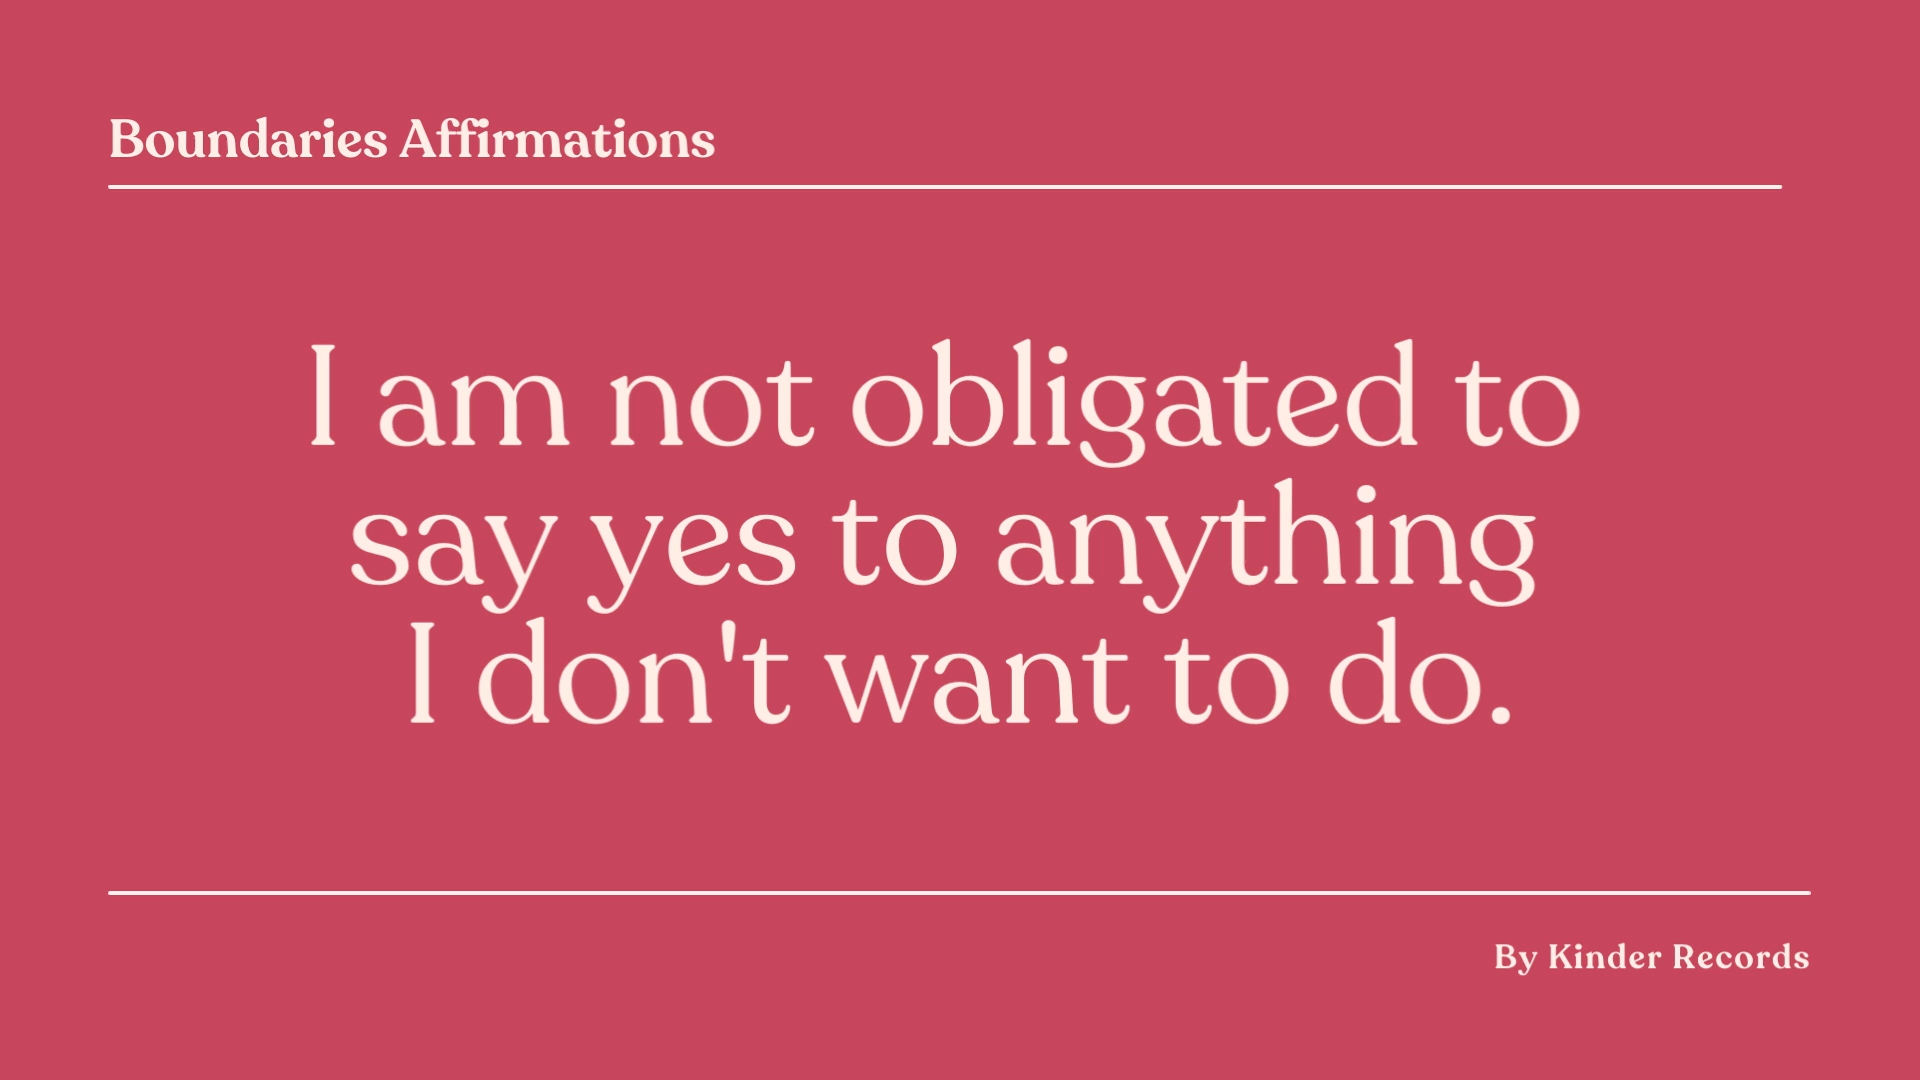 Boundaries Affirmations
I am not obligated to
say yes to anything
I don't want to do.
By Kinder Records